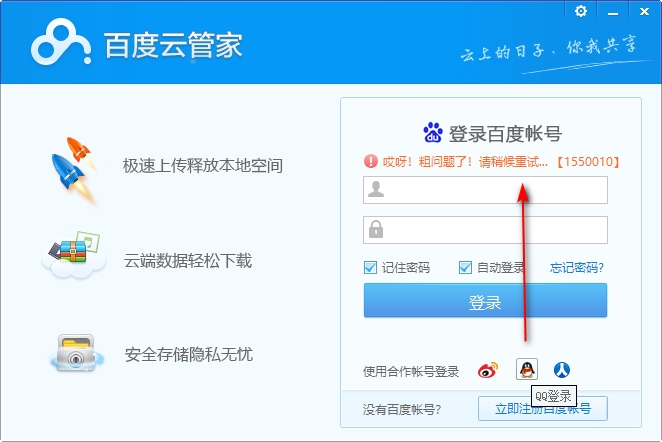 百度云管家
云上的日子，你我共享
极速上传释放本地空间
云端数据轻松下载
安全存储隐私无忧
du 登录百度帐号
哎呀！粗问题了！请稍候重试... 【1550010】
记住密码 自动登录 忘记密码?
登录
使用合作帐号登录
QQ登录
没有百度帐号? 立即注册百度帐号